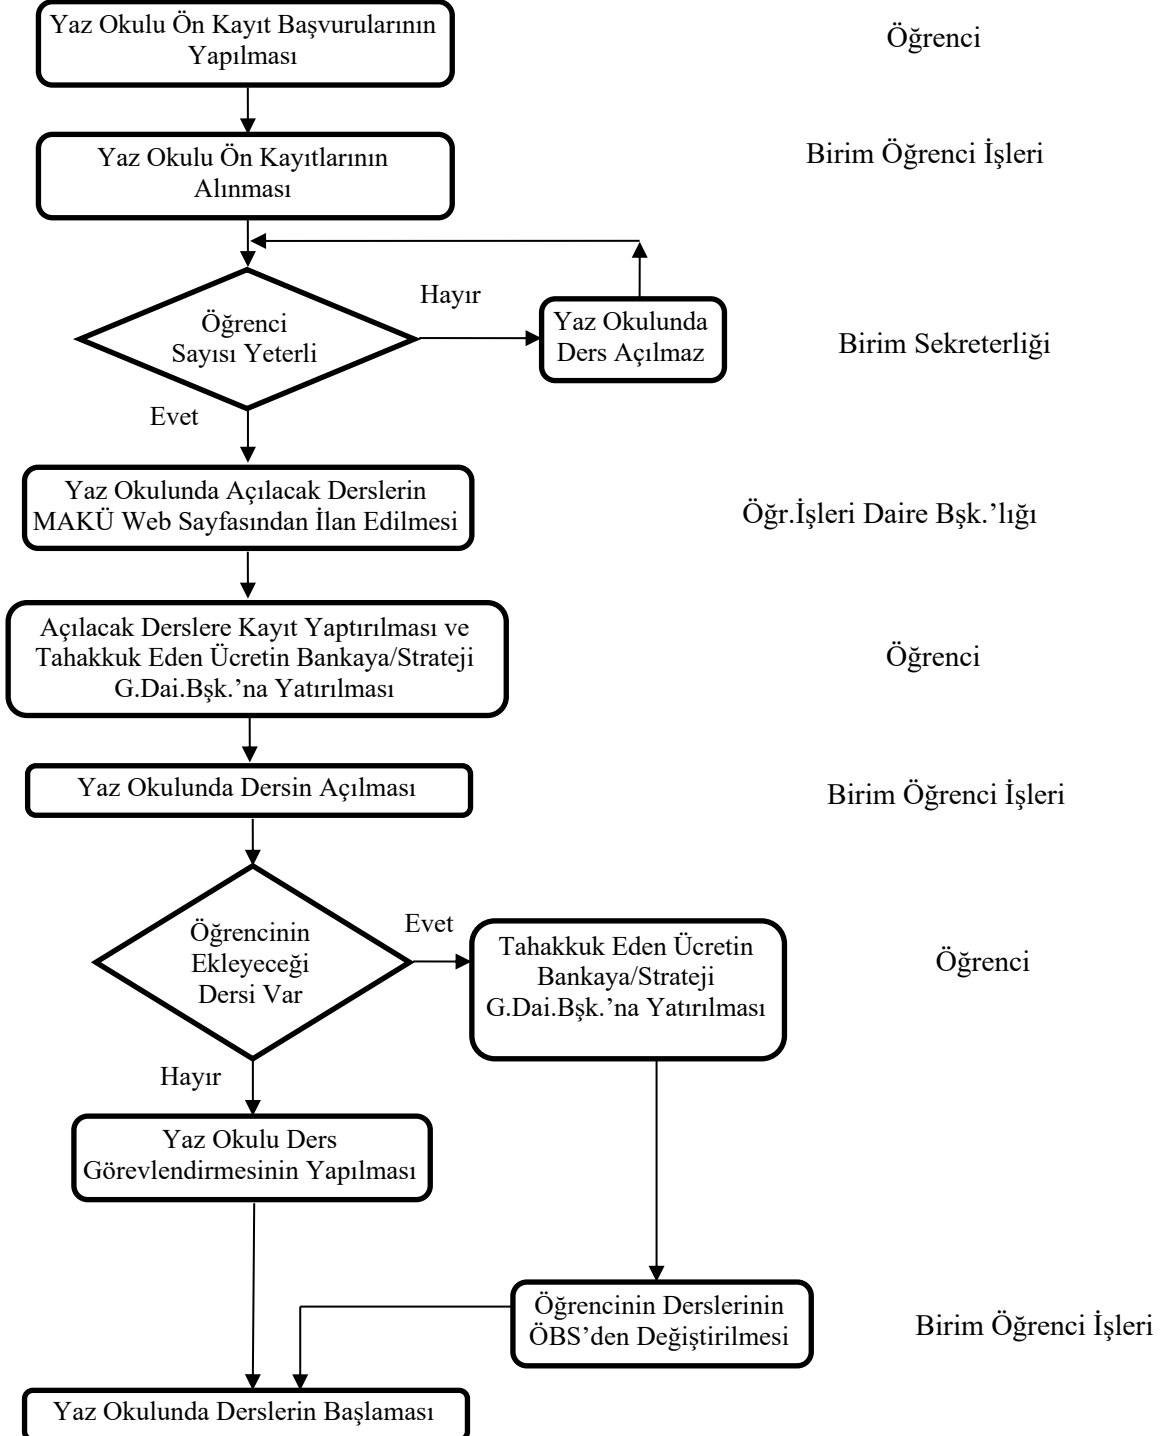 Yaz Okulu Ön Kayıt Başvurularının
Yapılması
Öğrenci
Yaz Okulu Ön Kayıtlarının
Alınması
Birim Öğrenci İşleri
Hayır
Öğrenci
Sayısı Yeterli
Yaz Okulunda
Ders Açılmaz
Birim Sekreterliği
Evet
Yaz Okulunda Açılacak Derslerin
MAKÜ Web Sayfasından İlan Edilmesi
Öğr.İşleri Daire Bşk.’lığı
Açılacak Derslere Kayıt Yaptırılması ve
Tahakkuk Eden Ücretin Bankaya/Strateji
G.Dai.Bşk.’na Yatırılması
Öğrenci
Yaz Okulunda Dersin Açılması
Birim Öğrenci İşleri
Öğrencinin
Ekleyeceği
Dersi Var
Evet
Tahakkuk Eden Ücretin
Bankaya/Strateji
G.Dai.Bşk.’na Yatırılması
Öğrenci
Hayır
Yaz Okulu Ders
Görevlendirmesinin Yapılması
Öğrencinin Derslerinin
ÖBS’den Değiştirilmesi
Birim Öğrenci İşleri
Yaz Okulunda Derslerin Başlaması